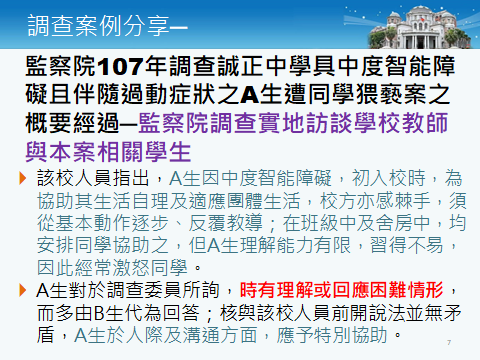 調查案例分享—
監察院107年調查誠正中學具中度智能障
礙且伴隨過動症狀之A生遭同學猥褻案之
概要經過—監察院調查實地訪談學校教師
與本案相關學生
該校人員指出，A生因中度智能障礙，初入校時，為
協助其生活自理及適應團體生活，校方亦感棘手，須
從基本動作逐步、反覆教導；在班級中及舍房中，均
安排同學協助之，但A生理解能力有限，習得不易，
因此經常激怒同學。
A生對於調查委員所詢，時有理解或回應困難情形，
而多由B生代為回答；核與該校人員前開說法並無矛
盾，A生於人際及溝通方面，應予特別協助。
7